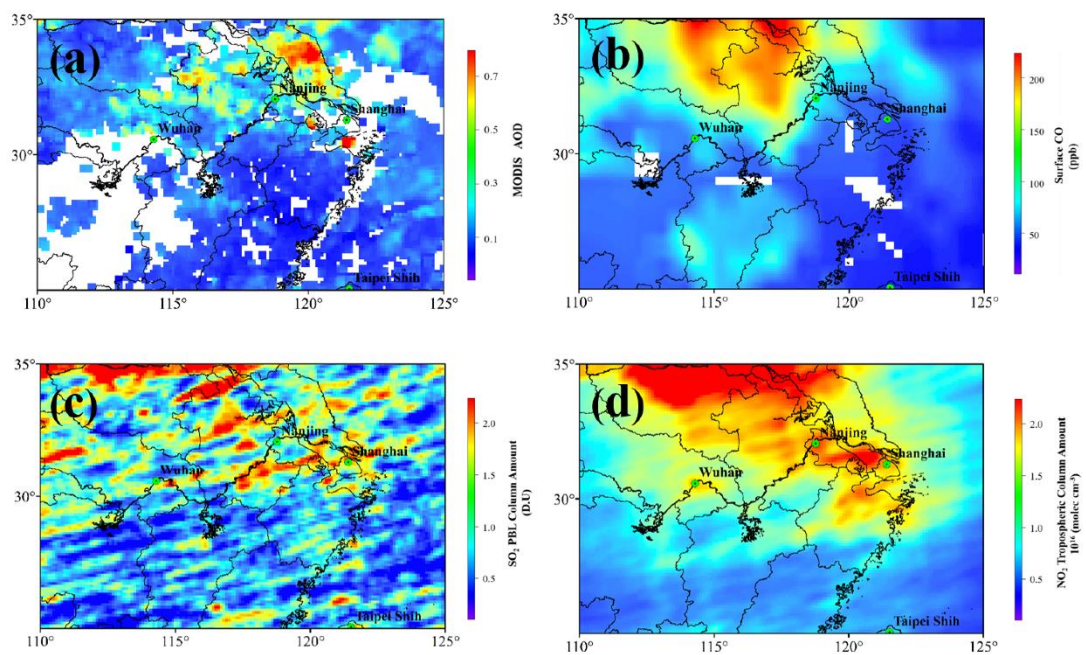 35°
(a)
Nanjing
Shanghai
Wuhan
30°
Taipei Shih
110° 115° 120° 125°
0.7
0.5
0.4
0.3
0.1
MODIS AOD
35°
(b)
Nanjing
Shanghai
Wuhan
30°
Taipei Shih
110° 115° 120° 125°
200
150
100
50
Surface CO
(ppb)
35°
(c)
Nanjing
Shanghai
Wuhan
30°
Taipei Shih
110° 115° 120° 125°
2.0
1.5
1.0
0.5
SO₂ PBL Column Amount
(D.U)
35°
(d)
Nanjing
Shanghai
Wuhan
30°
Taipei Shih
110° 115° 120° 125°
2.0
1.5
1.0
0.5
NO₂ Tropospheric Column Amount
10¹⁶ (molec cm⁻³)